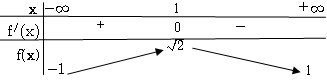 x -∞ 1 +∞
f′(x) + 0 -
f(x) -1 √2 1